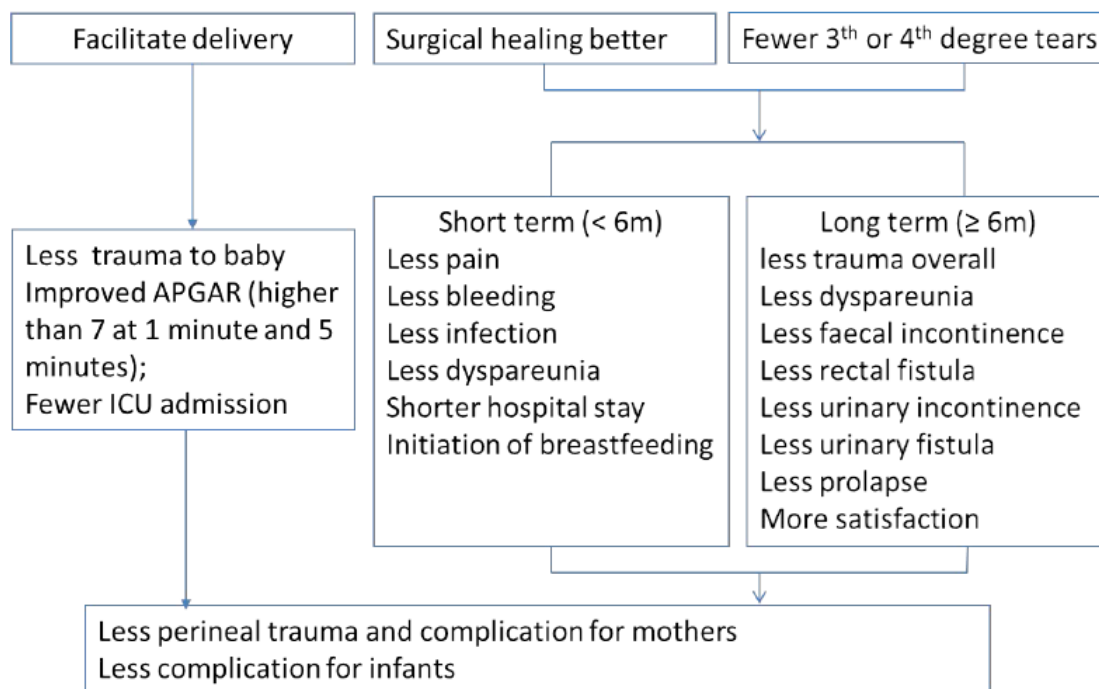 Facilitate delivery
Surgical healing better
Fewer 3th or 4th degree tears
Less trauma to baby
Improved APGAR (higher
than 7 at 1 minute and 5
minutes);
Fewer ICU admission
Short term (< 6m)
Less pain
Less bleeding
Less infection
Less dyspareunia
Shorter hospital stay
Initiation of breastfeeding
Long term (≥ 6m)
less trauma overall
Less dyspareunia
Less faecal incontinence
Less rectal fistula
Less urinary incontinence
Less urinary fistula
Less prolapse
More satisfaction
Less perineal trauma and complication for mothers
Less complication for infants